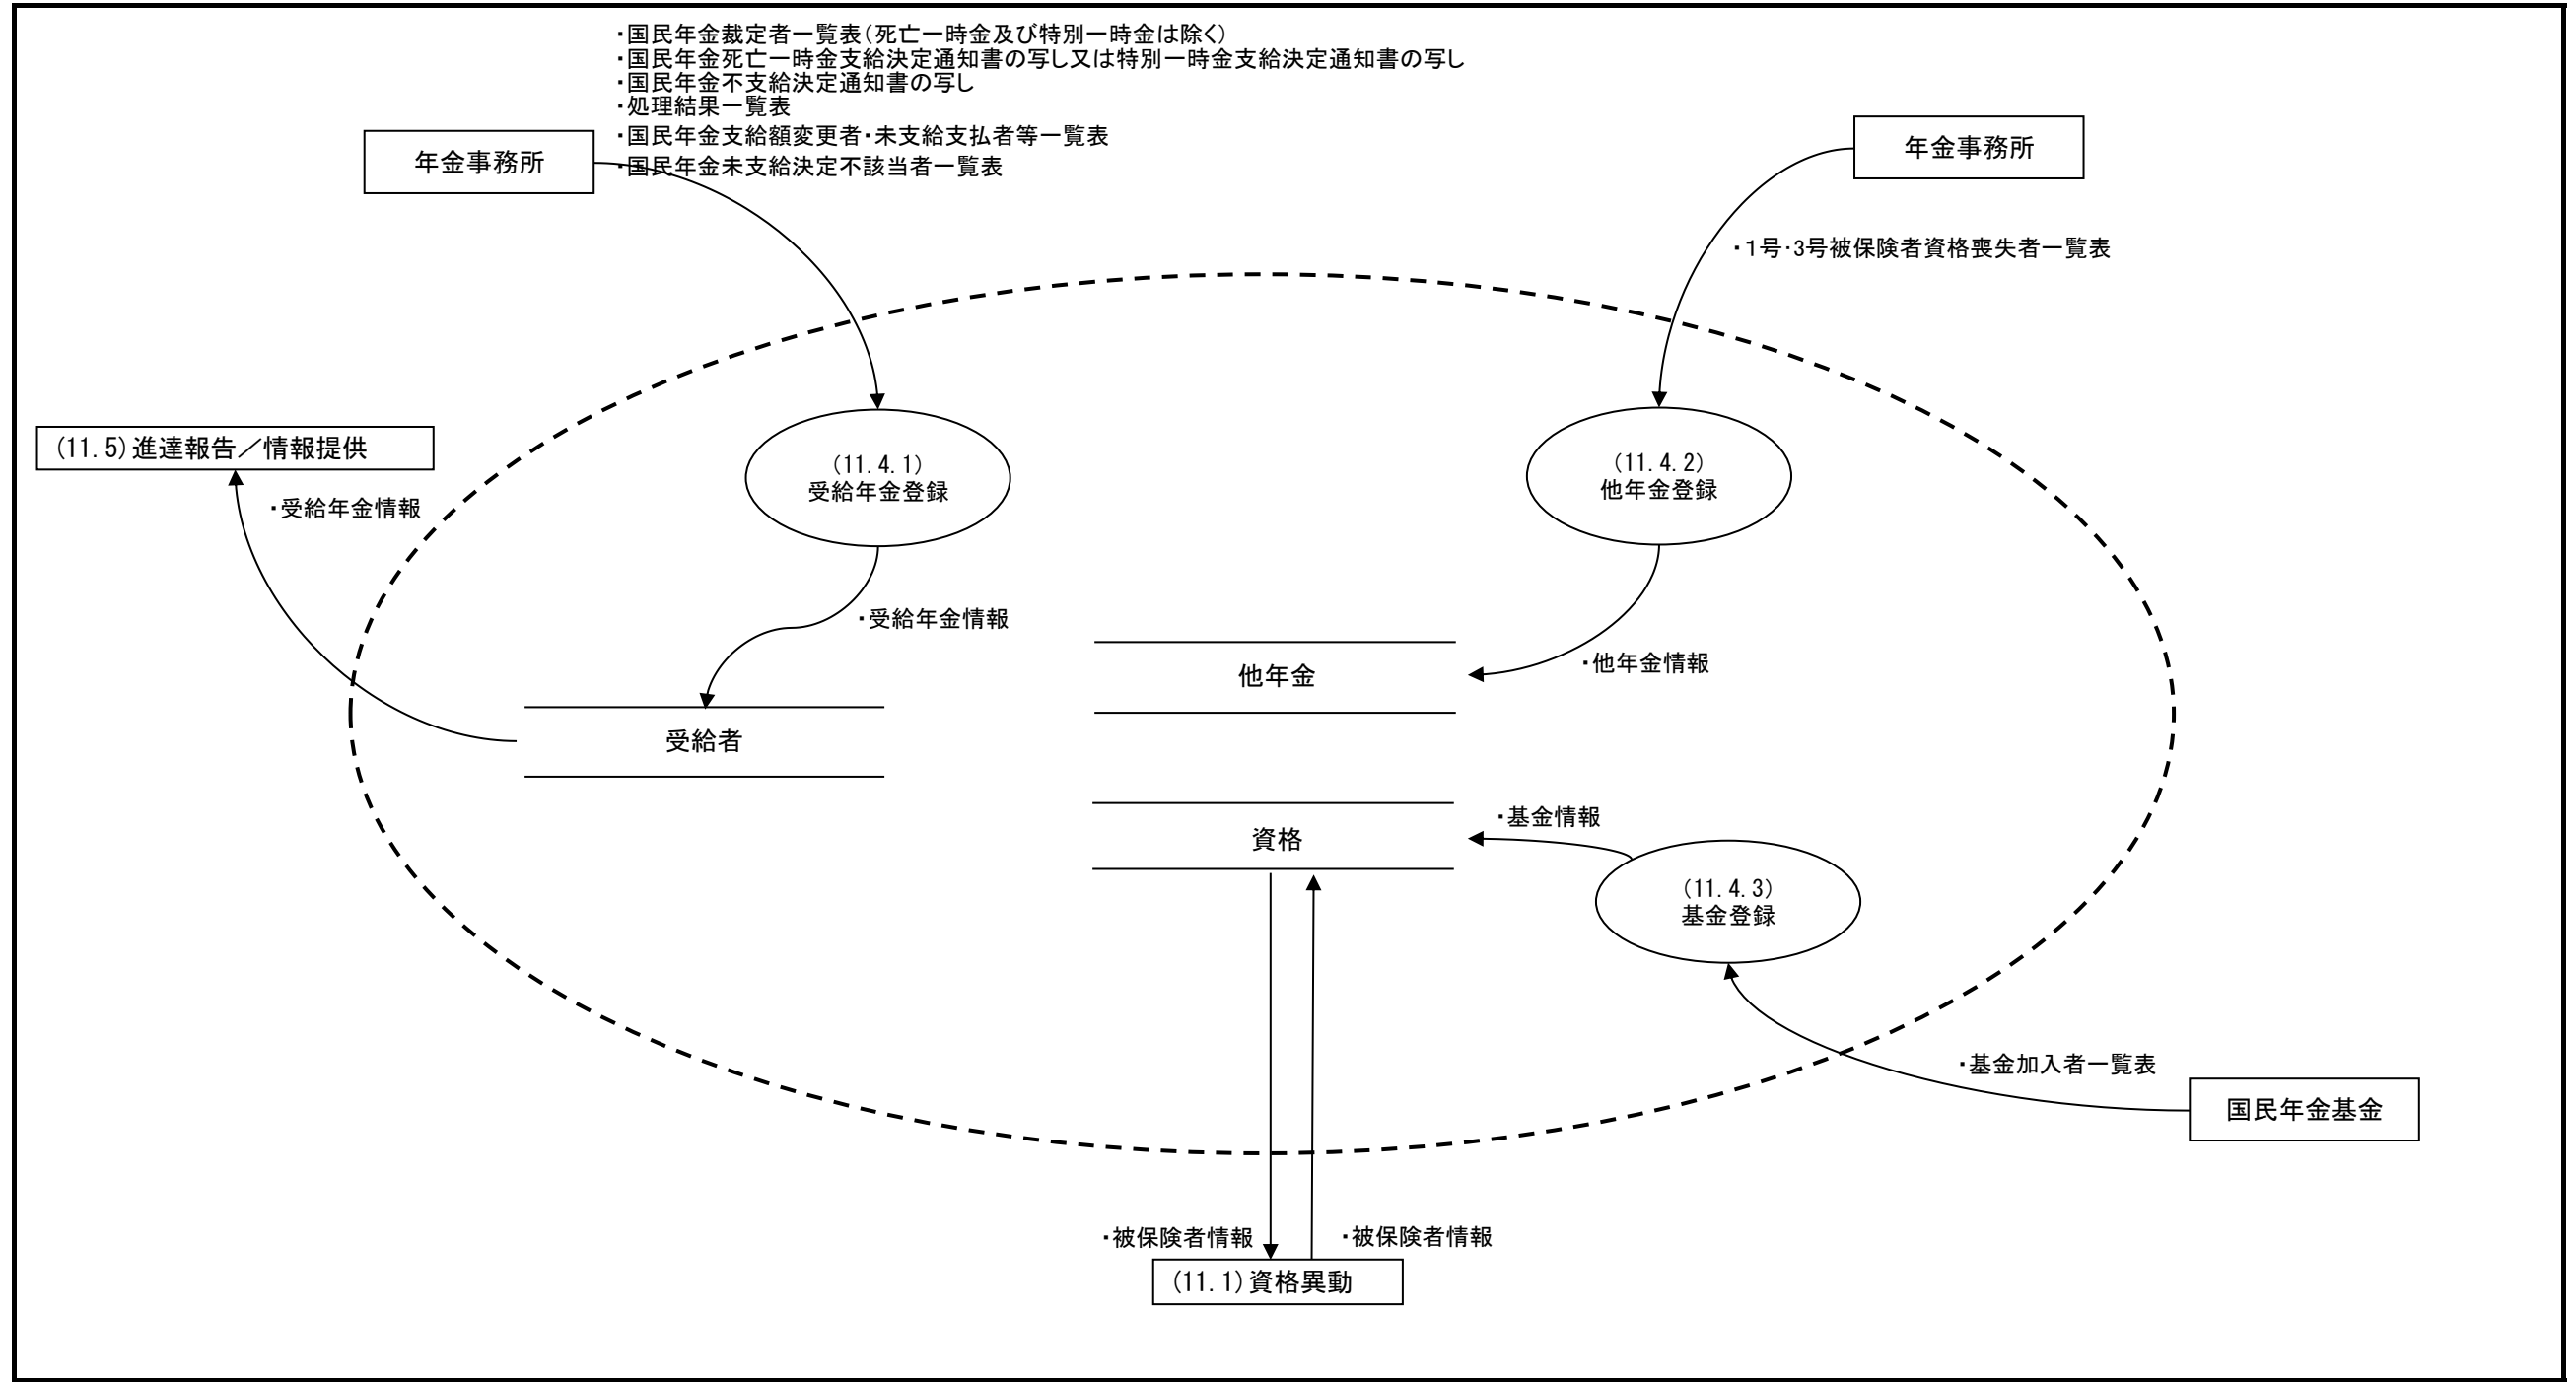 ・国民年金裁定者一覧表（死亡一時金及び特別一時金は除く）
・国民年金死亡一時金支給決定通知書の写し又は特別一時金支給決定通知書の写し
・国民年金不支給決定通知書の写し
・処理結果一覧表
・国民年金支給額変更者・未支給支払者等一覧表
・国民年金未支給決定不該当者一覧表
年金事務所
年金事務所
・１号・3号被保険者資格喪失者一覧表
(11.5)進達報告／情報提供
・受給年金情報
(11.4.1)
受給年金登録
(11.4.2)
他年金登録
・受給年金情報
・他年金情報
他年金
受給者
・基金情報
資格
(11.4.3)
基金登録
・基金加入者一覧表
国民年金基金
・被保険者情報
・被保険者情報
(11.1)資格異動